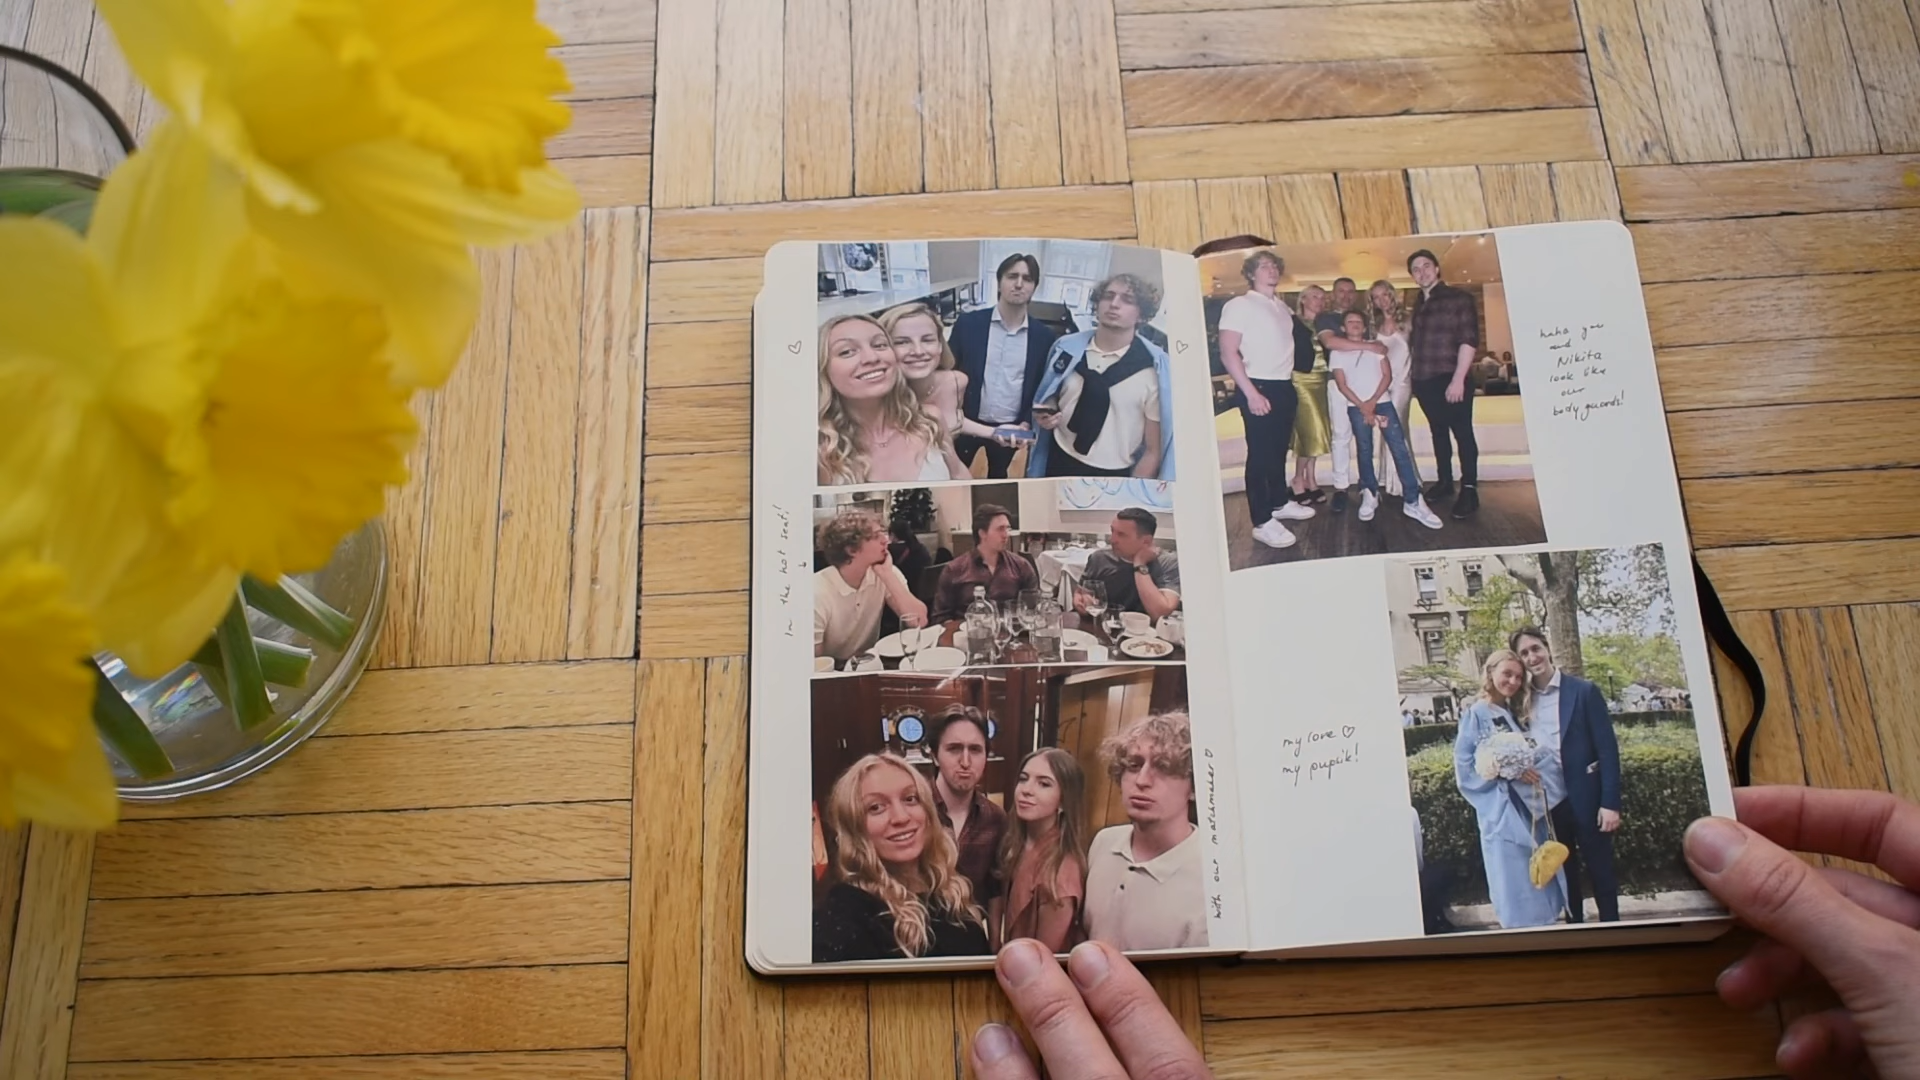 In the hot seat!
with our matchmaker
haha you
and
Nikita
look like
our
body guards!
my love
my puplik!